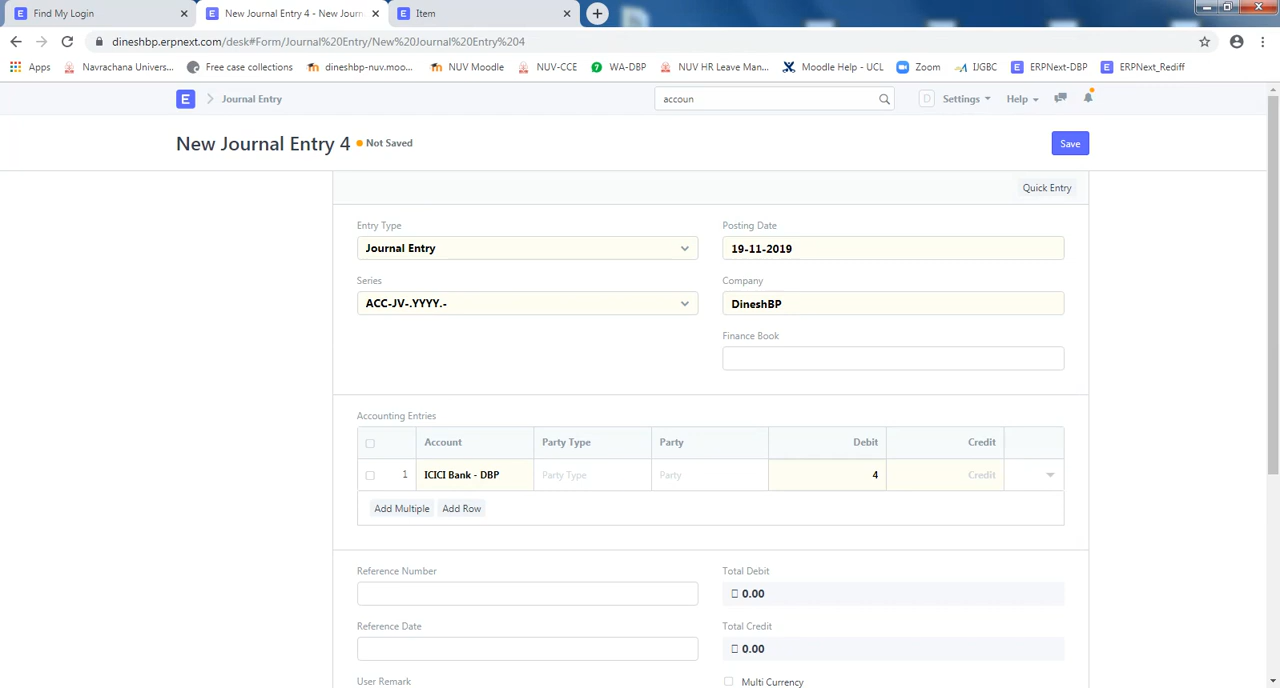 Find My Login
New Journal Entry 4 - New Journ
Item
dineshbp.erpnext.com/desk#Form/Journal%20Entry/New%20Journal%20Entry%204
Apps
Navrachana Univers...
Free case collections
dineshbp-nuv.moo...
NUV Moodle
NUV-CCE
WA-DBP
NUV HR Leave Man...
Moodle Help - UCL
Zoom
IJGBC
ERPNext-DBP
ERPNext_Rediff
E
Journal Entry
accoun
D
Settings
Help
New Journal Entry 4
Not Saved
Save
Quick Entry
Entry Type
Posting Date
Journal Entry
19-11-2019
Series
Company
ACC-JV-.YYYY.-
DineshBP
Finance Book
Accounting Entries
Account
Party Type
Party
Debit
Credit
1
ICICI Bank - DBP
Party Type
Party
4
Credit
Add Multiple
Add Row
Reference Number
Total Debit
0.00
Reference Date
Total Credit
0.00
User Remark
Multi Currency